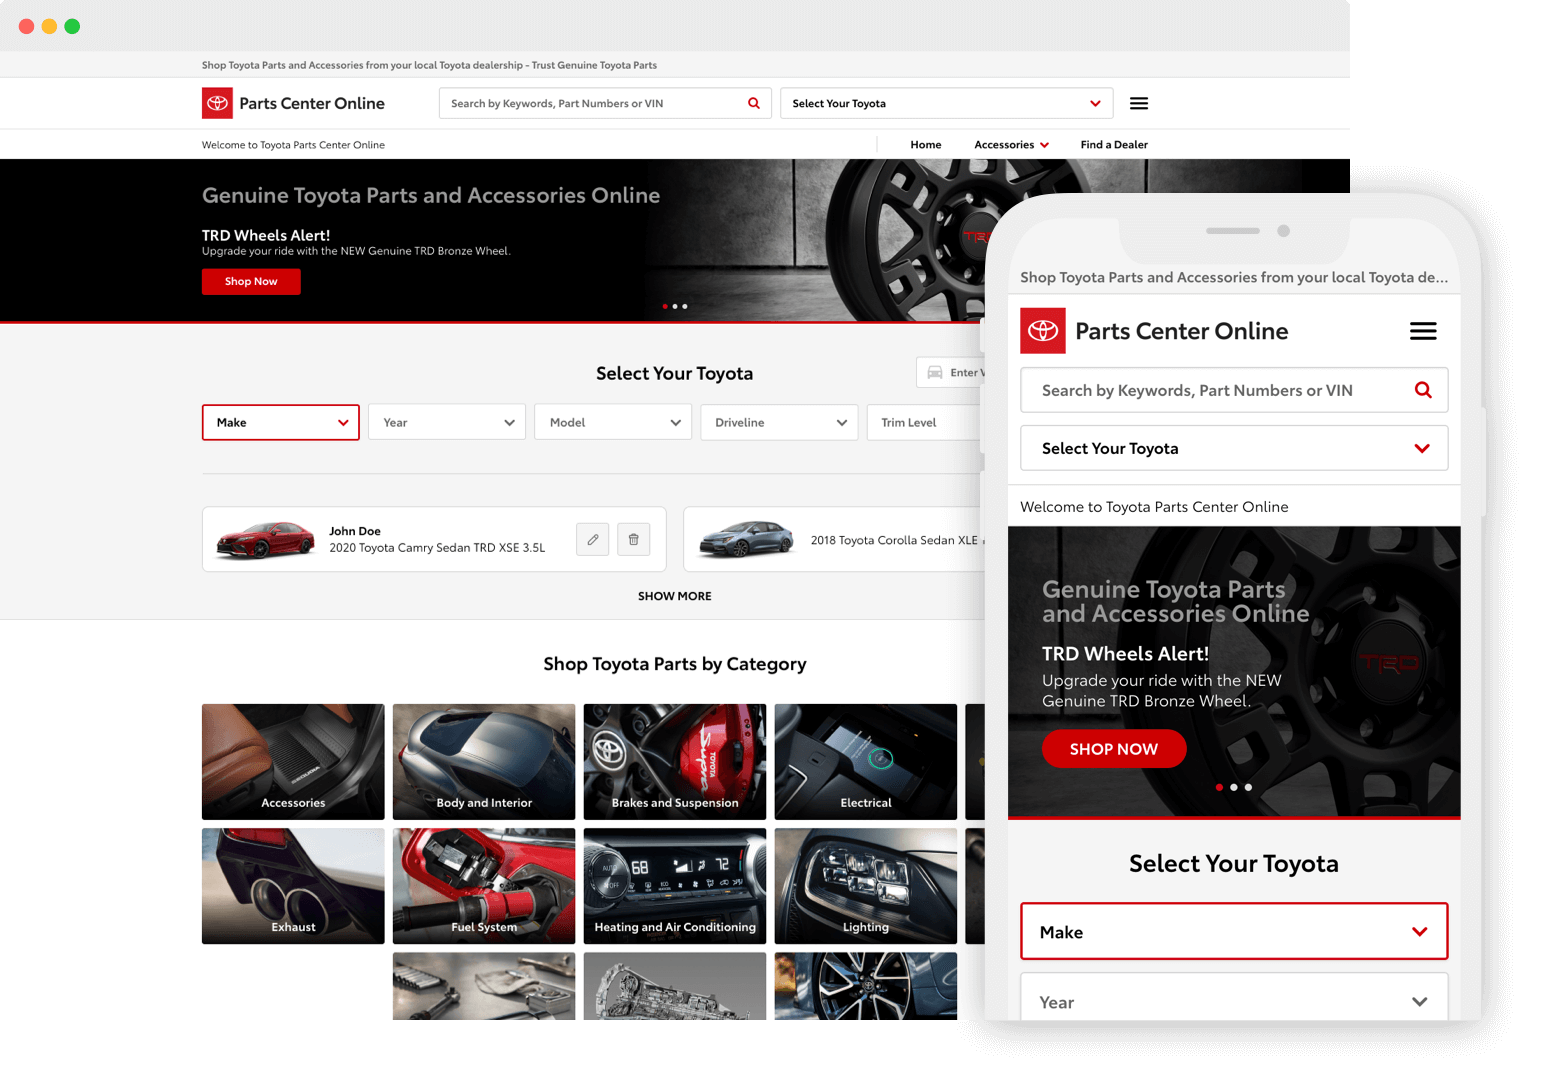 Shop Toyota Parts and Accessories from your local Toyota dealership - Trust Genuine Toyota Parts
Parts Center Online
Search by Keywords, Part Numbers or VIN
Select Your Toyota
Welcome to Toyota Parts Center Online
Home
Accessories
Find a Dealer
Genuine Toyota Parts and Accessories Online
TRD Wheels Alert!
Upgrade your ride with the NEW Genuine TRD Bronze Wheel.
Shop Now
Select Your Toyota
Enter
Make
Year
Model
Driveline
Trim Level
John Doe
2020 Toyota Camry Sedan TRD XSE 3.5L
2018 Toyota Corolla Sedan XLE
SHOW MORE
Shop Toyota Parts by Category
SEQUOIA
Accessories
Body and Interior
Supra
TOYOTA
Brakes and Suspension
Electrical
Exhaust
Fuel System
AUTO
OFF
68
72
Heating and Air Conditioning
Lighting
Shop Toyota Parts and Accessories from your local Toyota de...
Parts Center Online
Search by Keywords, Part Numbers or VIN
Select Your Toyota
Welcome to Toyota Parts Center Online
Genuine Toyota Parts
and Accessories Online
TRD Wheels Alert!
Upgrade your ride with the NEW
Genuine TRD Bronze Wheel.
TRD
SHOP NOW
Select Your Toyota
Make
Year